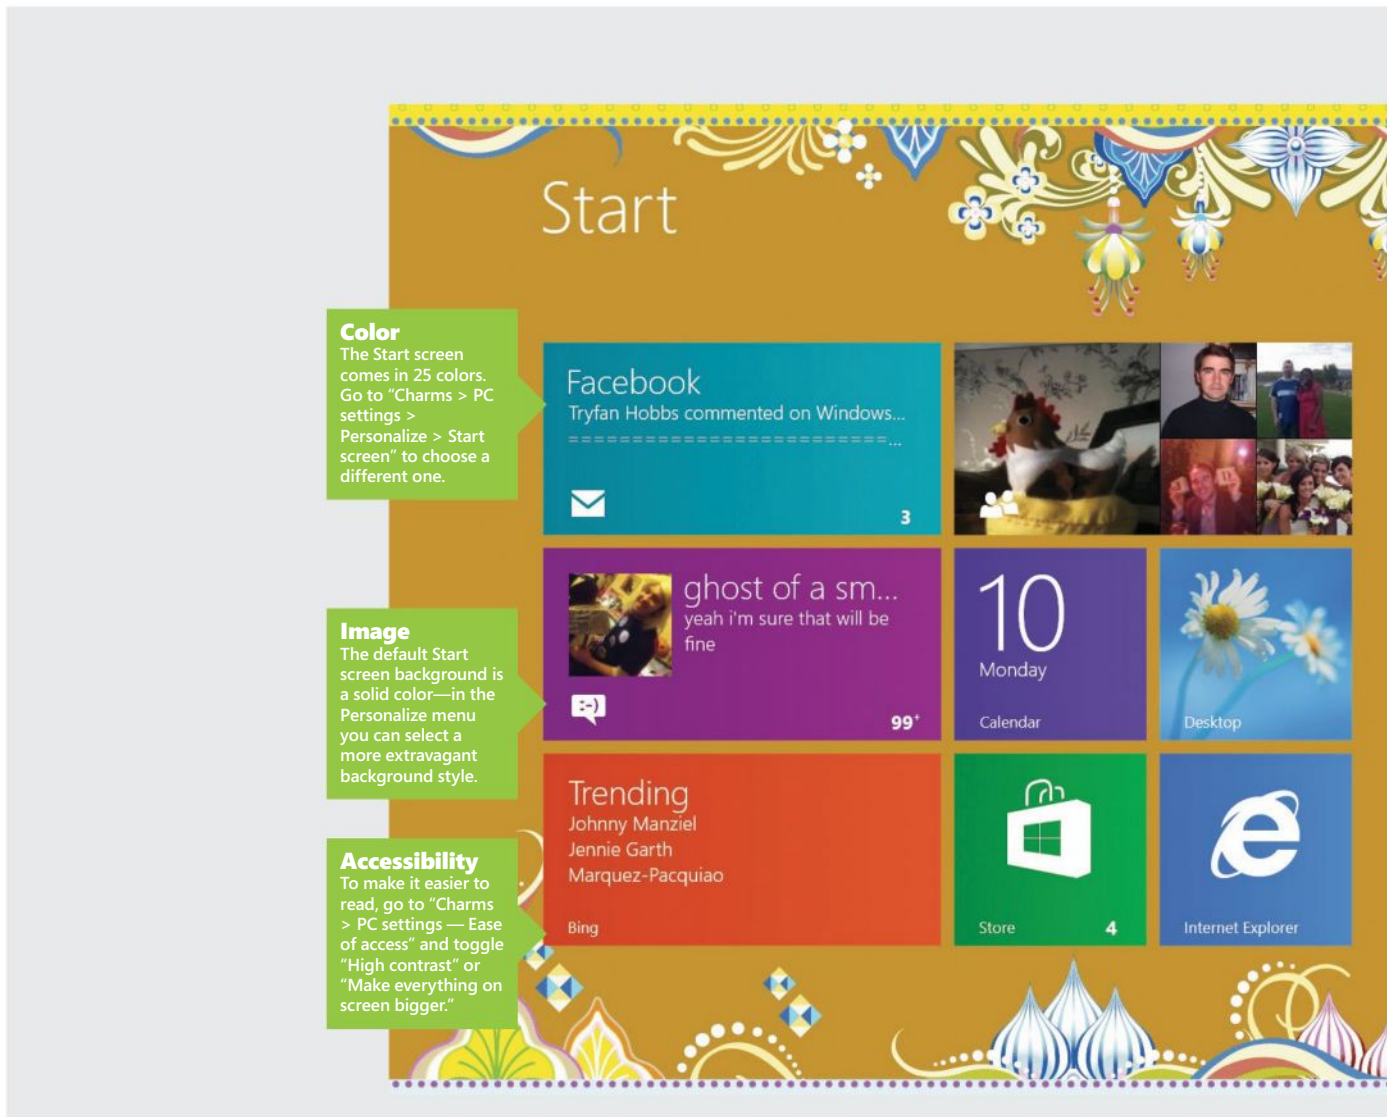 Start
Color
The Start screen
comes in 25 colors.
Go to “Charms > PC
settings >
Personalize > Start
screen” to choose a
different one.
Image
The default Start
screen background is
a solid color—in the
Personalize menu
you can select a
more extravagant
background style.
Accessibility
To make it easier to
read, go to “Charms
> PC settings — Ease
of access” and toggle
“High contrast” or
“Make everything on
screen bigger.”
Facebook
Tryfan Hobbs commented on Windows...
=========================...
3
ghost of a sm...
yeah i'm sure that will be
fine
:-)
99+
10
Monday
Calendar
Desktop
Trending
Johnny Manziel
Jennie Garth
Marquez-Pacquiao
Bing
Store
4
Internet Explorer